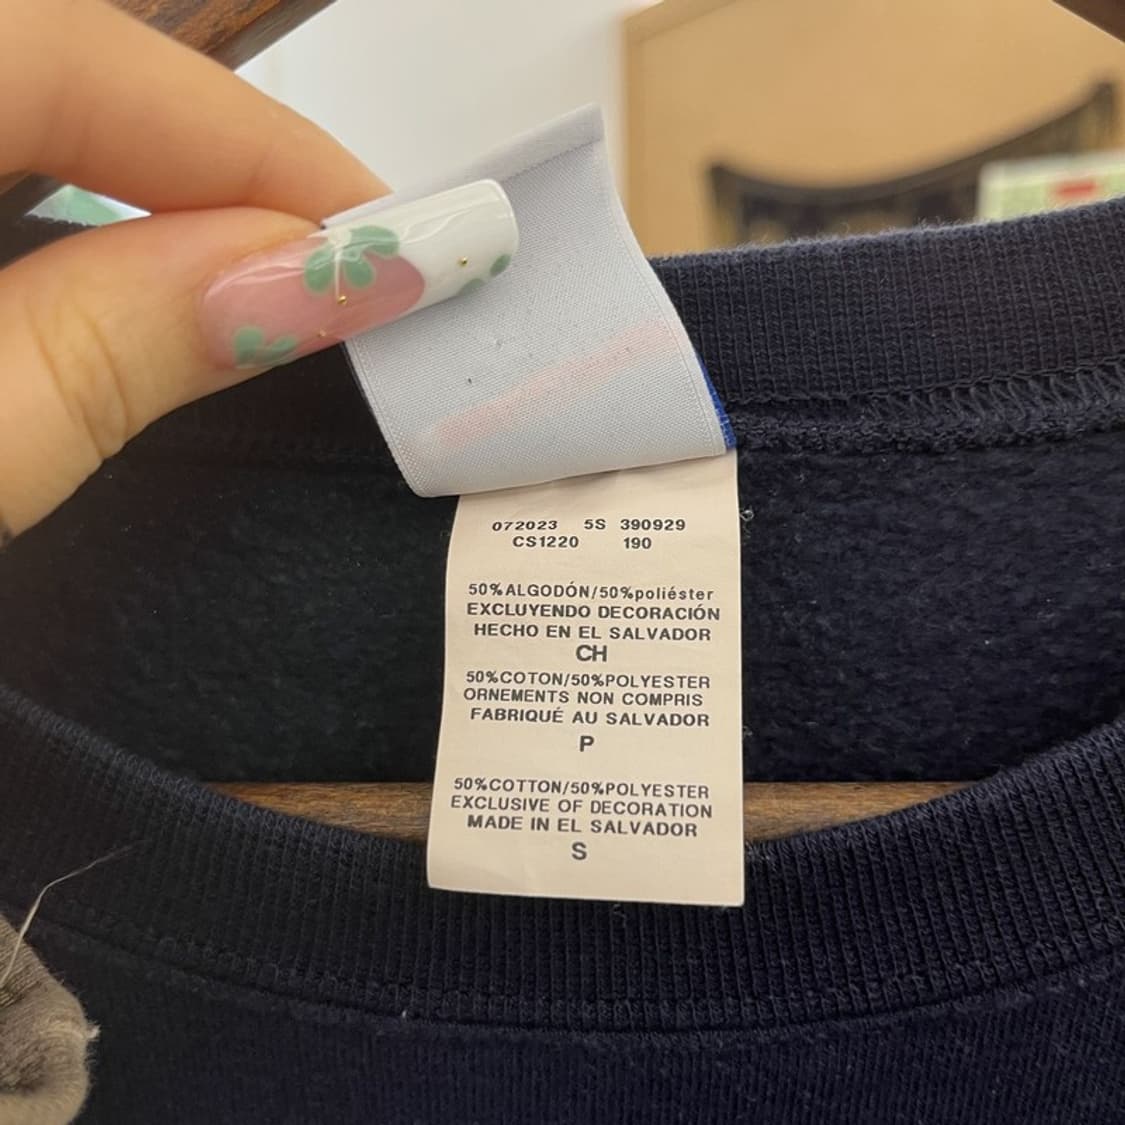 072023 5S 390929
CS1220 190
50%ALGODÓN/50%poliéster
EXCLUYENDO DECORACIÓN
HECHO EN EL SALVADOR
CH
50%COTON/50%POLYESTER
ORNEMENTS NON COMPRIS
FABRIQUÉ AU SALVADOR
P
50%COTTON/50%POLYESTER
EXCLUSIVE OF DECORATION
MADE IN EL SALVADOR
S